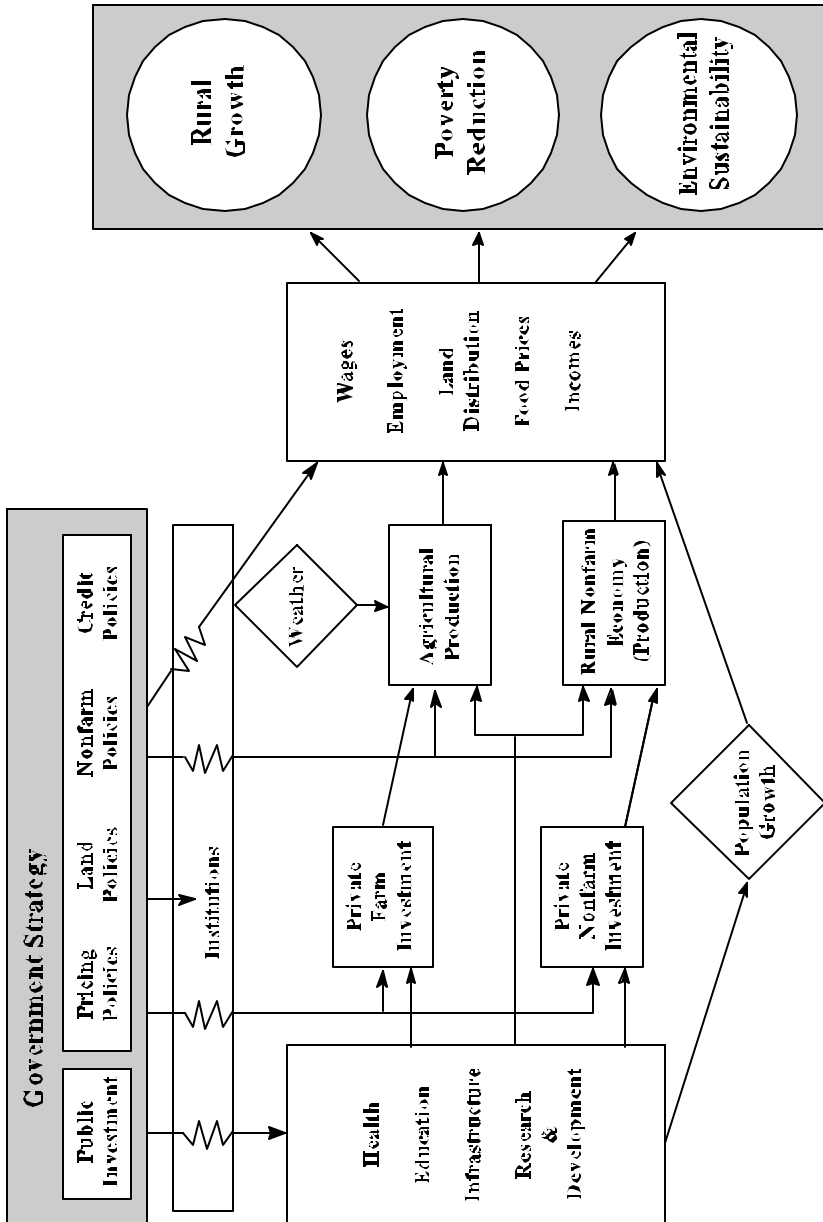 Government Strategy
Public
Investment
Pricing
Policies
Land
Policies
Nonfarm
Policies
Credit
Policies
Institutions
Health
Education
Infrastructure
Research
&
Development
Private
Farm
Investment
Private
Nonfarm
Investment
Weather
Agricultural
Production
Rural Nonfarm
Economy
(Production)
Population
Growth
Wages
Employment
Land
Distribution
Food Prices
Incomes
Rural
Growth
Poverty
Reduction
Environmental
Sustainability